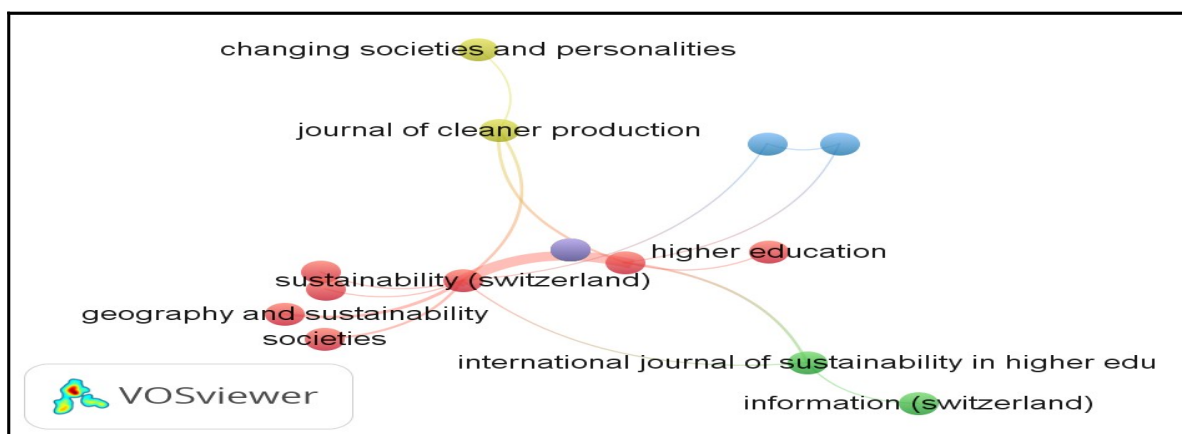 changing societies and personalities
journal of cleaner production
higher education
sustainability (switzerland)
geography and sustainability
societies
international journal of sustainability in higher edu
information (switzerland)
VOSviewer